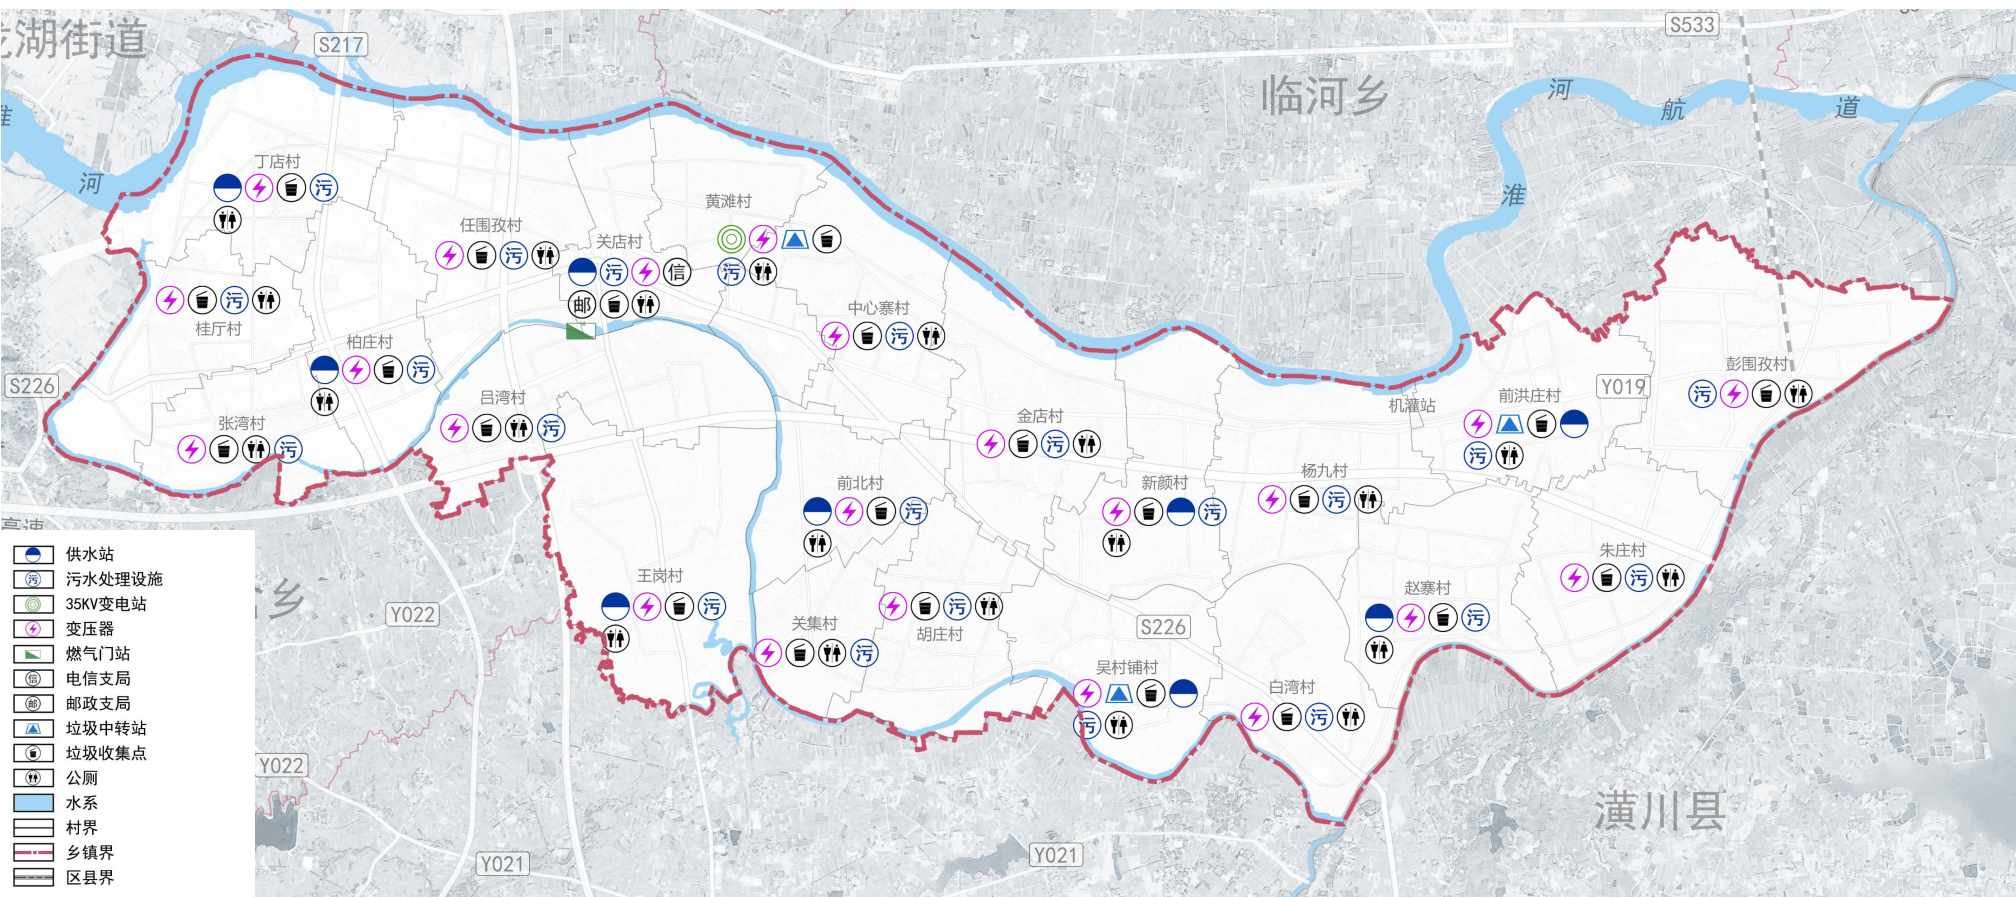 龙湖街道
S217
S533
临河乡
河
航
道
淮
淮
河
丁店村
污
任围孜村
污
关店村
污
信
邮
黄滩村
污
桂厅村
污
柏庄村
污
中心寨村
污
S226
张湾村
污
吕湾村
污
金店村
污
机灌站
前洪庄村
污
Y019
彭围孜村
污
前北村
污
新颜村
污
杨九村
污
高速
王岗村
污
关集村
污
胡庄村
污
S226
赵寨村
污
朱庄村
污
吴村铺村
污
白湾村
污
乡
Y022
Y022
Y021
Y021
潢川县
供水站
污 污水处理设施
35KV变电站
变压器
燃气门站
信 电信支局
邮 邮政支局
垃圾中转站
垃圾收集点
公厕
水系
村界
乡镇界
区县界